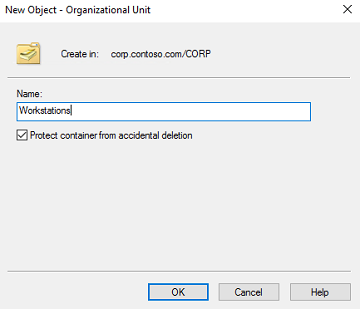 New Object - Organizational Unit
Create in: corp.contoso.com/CORP
Name:
Workstations
Protect container from accidental deletion
OK Cancel Help